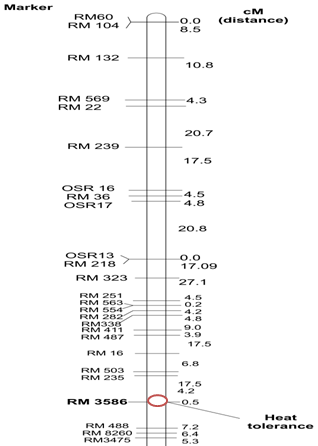 Marker
cM
(distance)
RM60 0.0
RM 104 8.5
RM 132
10.8
RM 569 4.3
RM 22
20.7
RM 239
17.5
OSR 16
RM 36 4.5
OSR17 4.8
20.8
OSR13 0.0
RM 218 17.09
RM 323 27.1
RM 251 4.5
RM 563 0.2
RM 554 4.2
RM 282 4.8
RM338
RM 411 9.0
RM 487 3.9
17.5
RM 16
6.8
RM 503
RM 235 17.5
4.2
RM 3586 0.5
Heat
tolerance
RM 488 7.2
RM 8260 6.4
RM3475 5.3